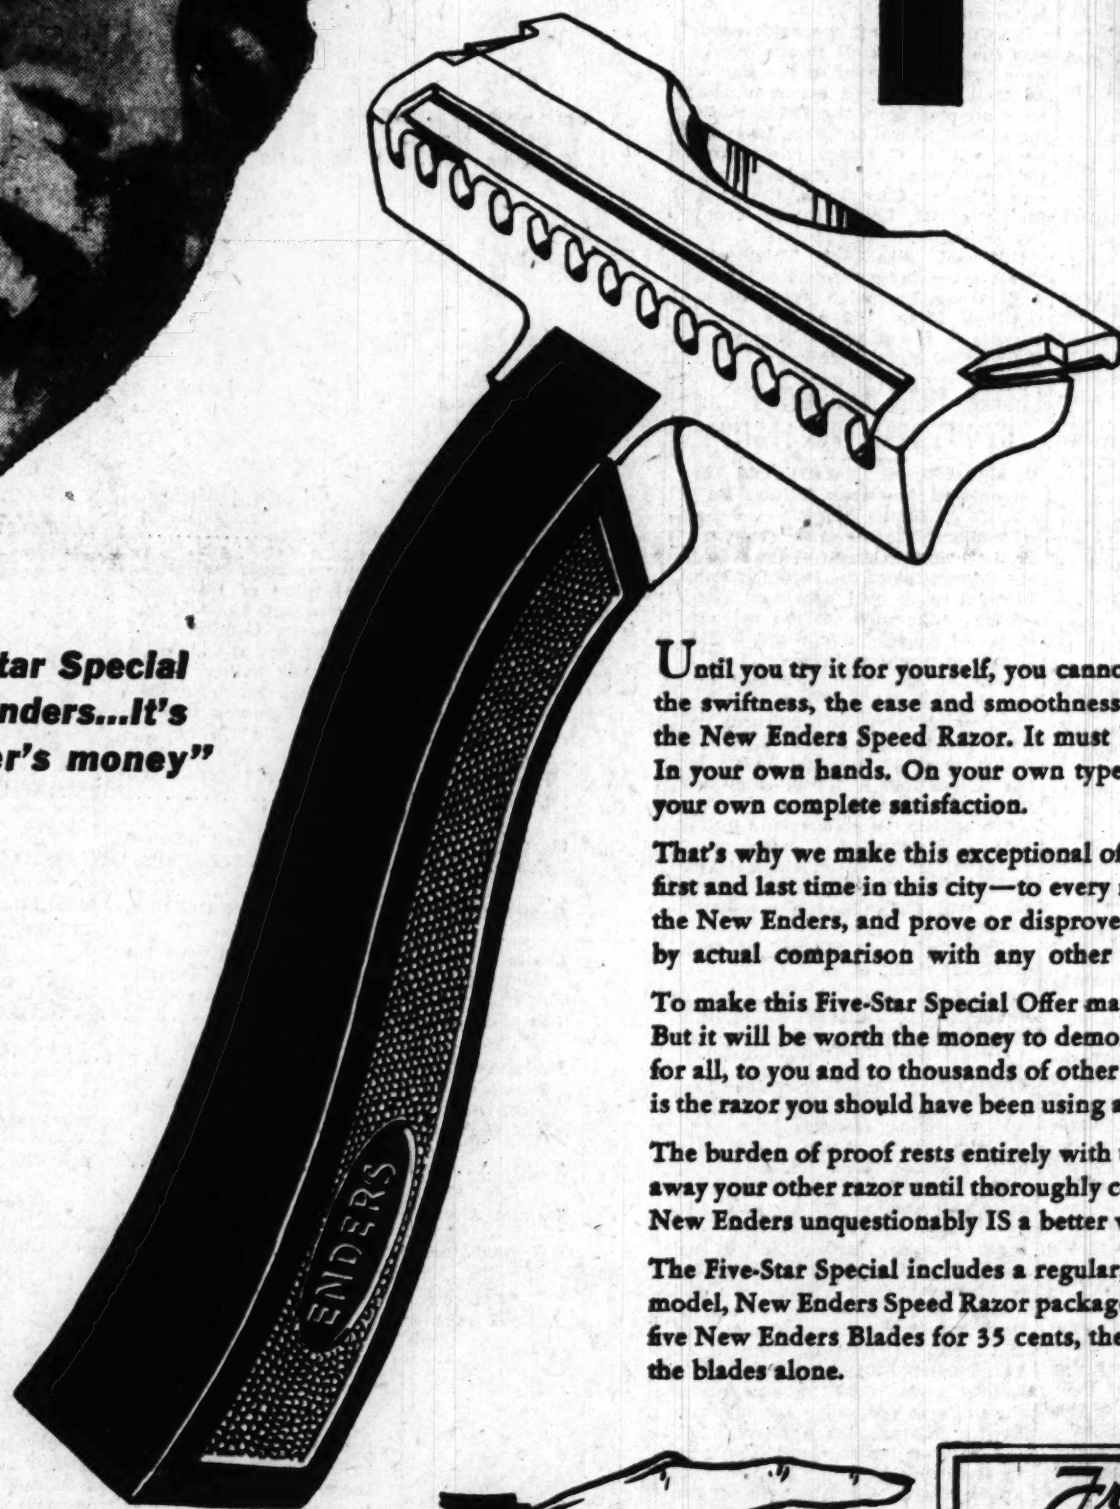 tar Special
nders...It's
er's money”
ENDERS
Until you try it for yourself, you canno
the swiftness, the ease and smoothness
the New Enders Speed Razor. It must
In your own hands. On your own type
your own complete satisfaction.
That's why we make this exceptional of
first and last time in this city—to every
the New Enders, and prove or disprove
by actual comparison with any other
To make this Five-Star Special Offer ma
But it will be worth the money to demo
for all, to you and to thousands of other
is the razor you should have been using a
The burden of proof rests entirely with
away your other razor until thoroughly c
New Enders unquestionably IS a better
The Five-Star Special includes a regular
model, New Enders Speed Razor packag
five New Enders Blades for 35 cents, the
the blades alone.